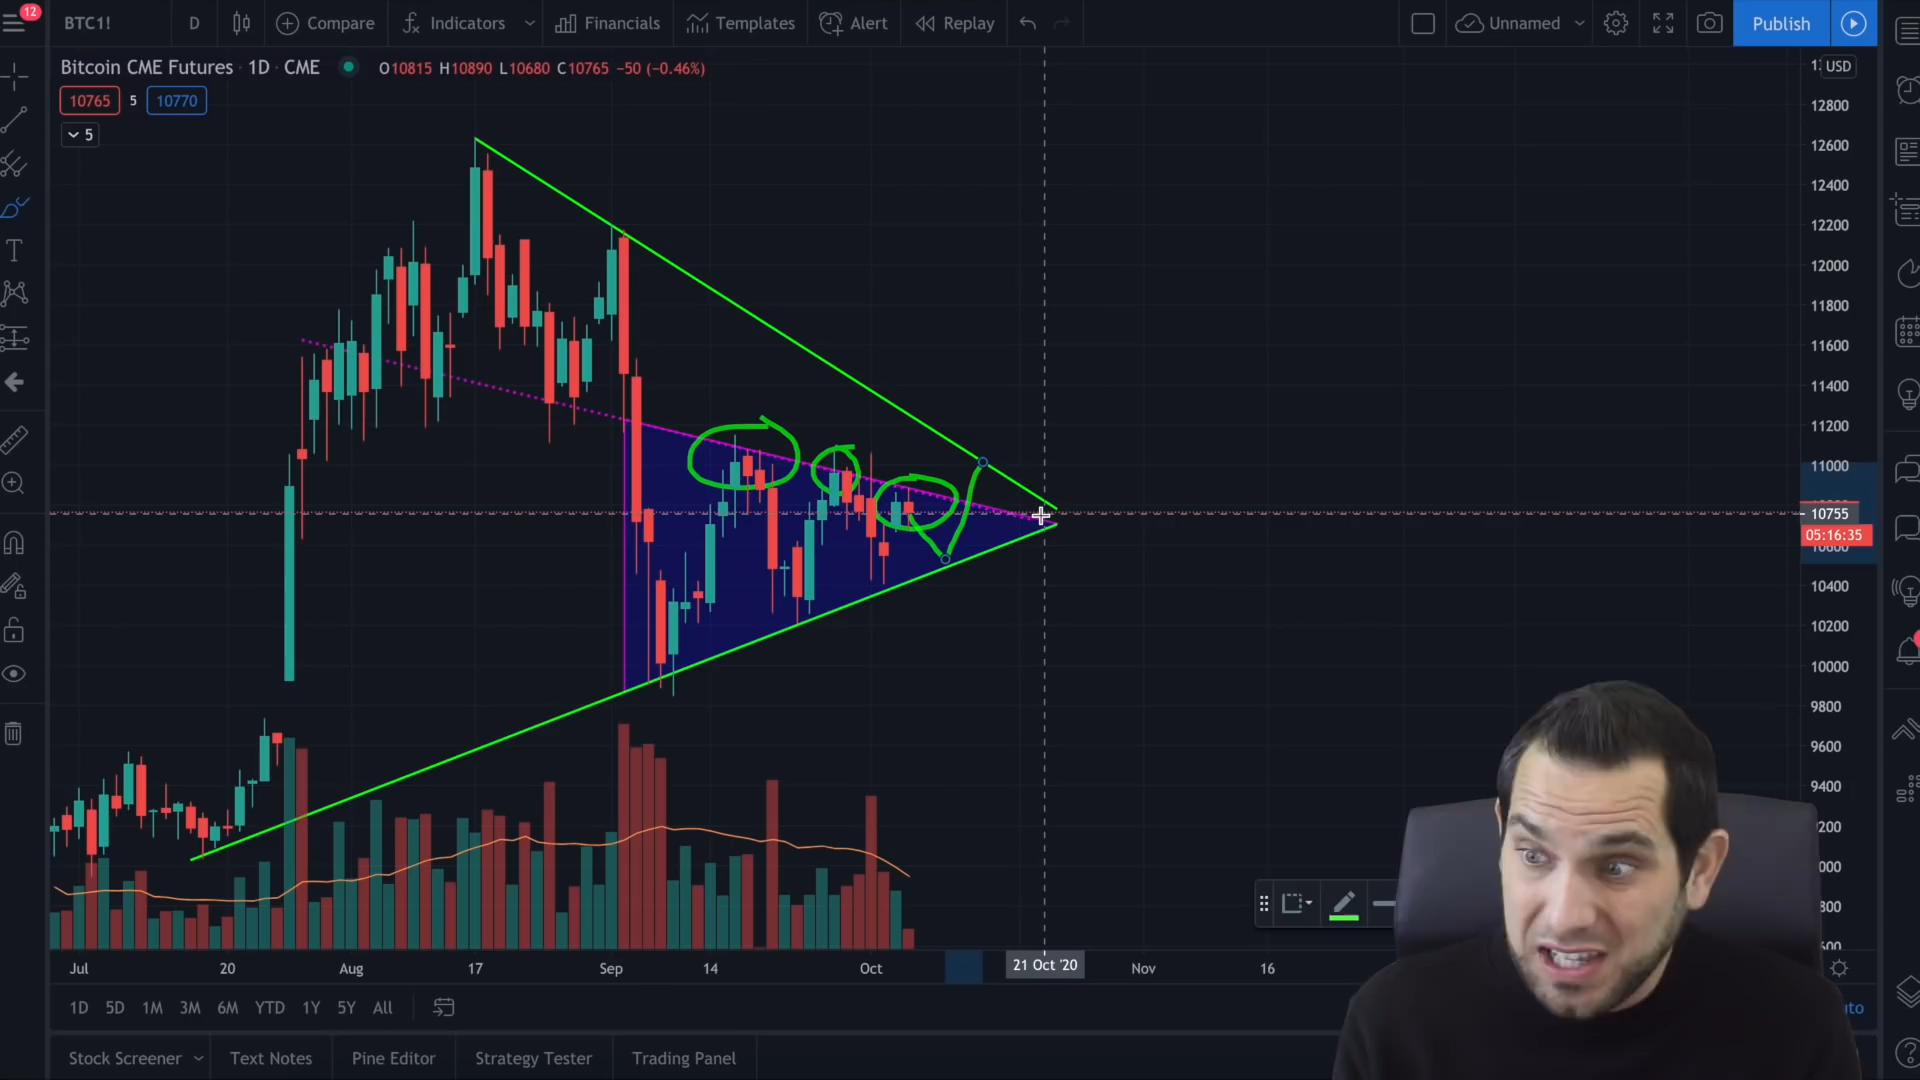 12
BTC1!
D
Compare
Indicators
Financials
Templates
Alert
Replay
Unnamed
Publish
Bitcoin CME Futures · 1D · CME
O10815 H10890 L10680 C10765 −50 (−0.46%)
10765 5 10770
5
USD
12800
12600
12400
12200
12000
11800
11600
11400
11200
11000
10755
05:16:35
10400
10200
10000
9800
9600
9400
Jul
20
Aug
17
Sep
14
Oct
21 Oct '20
Nov
16
1D 5D 1M 3M 6M YTD 1Y 5Y All
Stock Screener
Text Notes
Pine Editor
Strategy Tester
Trading Panel